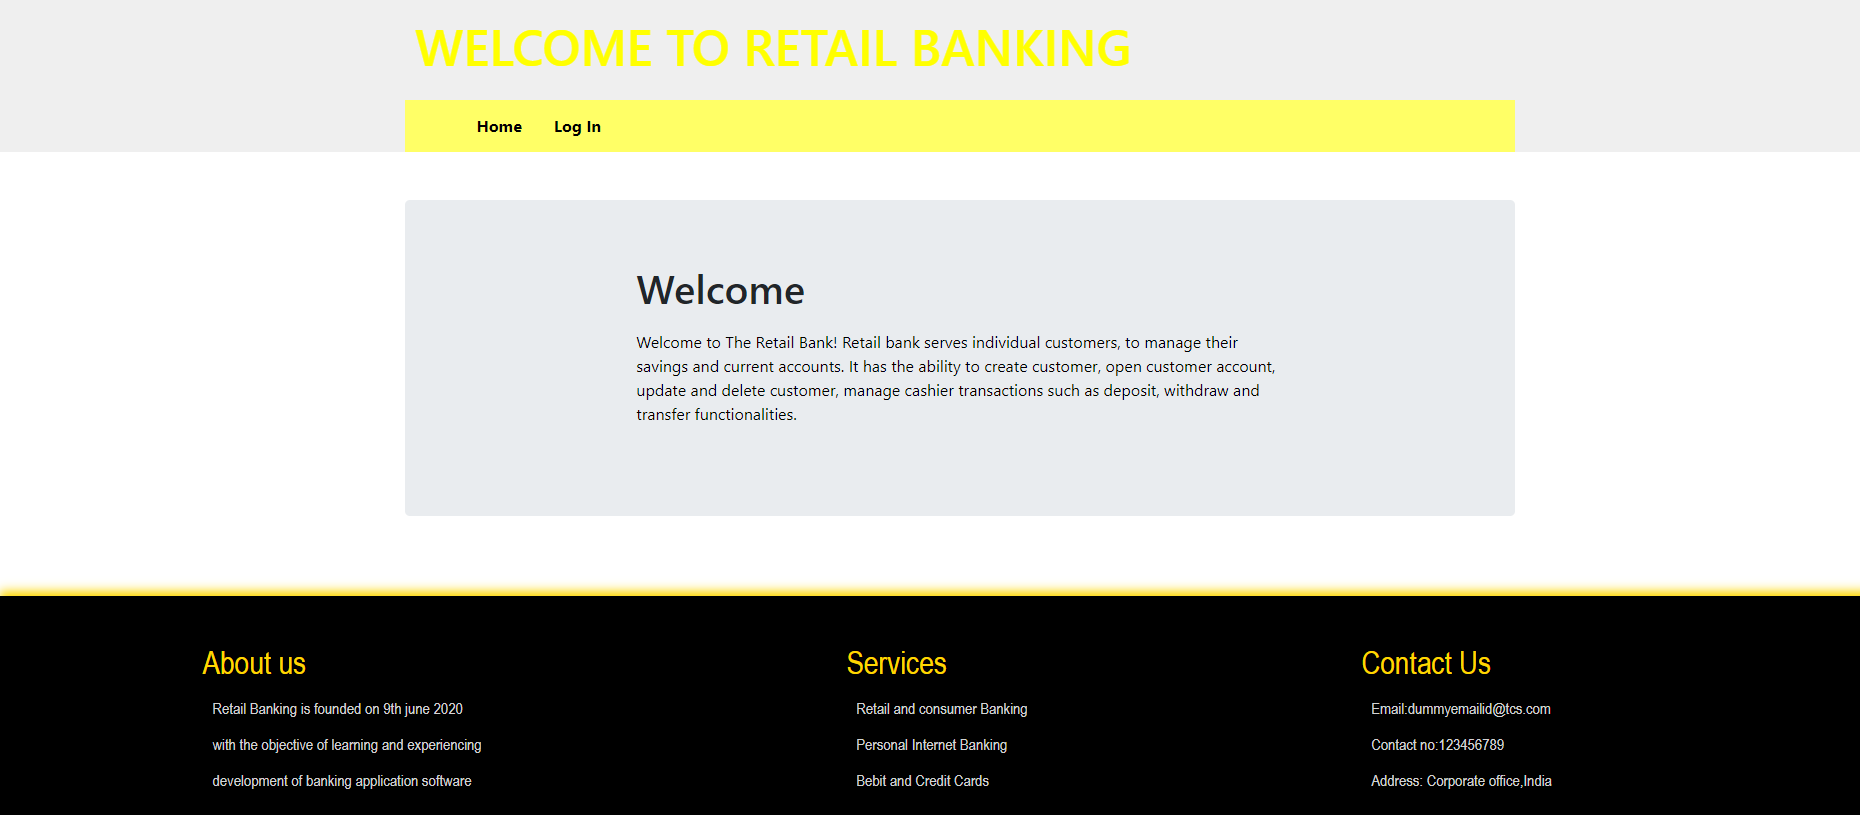 WELCOME TO RETAIL BANKING
Home Log In
Welcome
Welcome to The Retail Bank! Retail bank serves individual customers, to manage their
savings and current accounts. It has the ability to create customer, open customer account,
update and delete customer, manage cashier transactions such as deposit, withdraw and
transfer functionalities.
About us
Retail Banking is founded on 9th june 2020
with the objective of learning and experiencing
development of banking application software
Services
Retail and consumer Banking
Personal Internet Banking
Bebit and Credit Cards
Contact Us
Email:dummyemailid@tcs.com
Contact no:123456789
Address: Corporate office,India